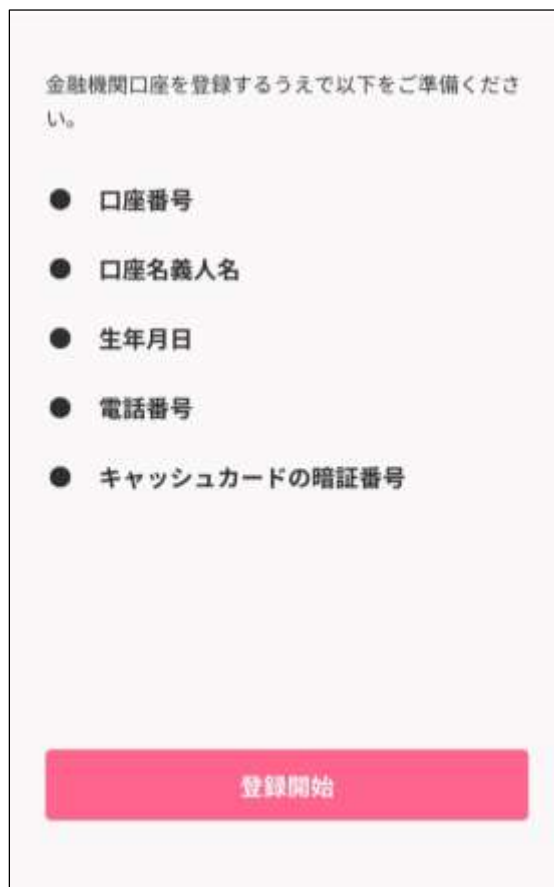 金融機関口座を登録するうえで以下をご準備くださ
い。
● 口座番号
● 口座名義人名
● 生年月日
● 電話番号
● キャッシュカードの暗証番号
登録開始